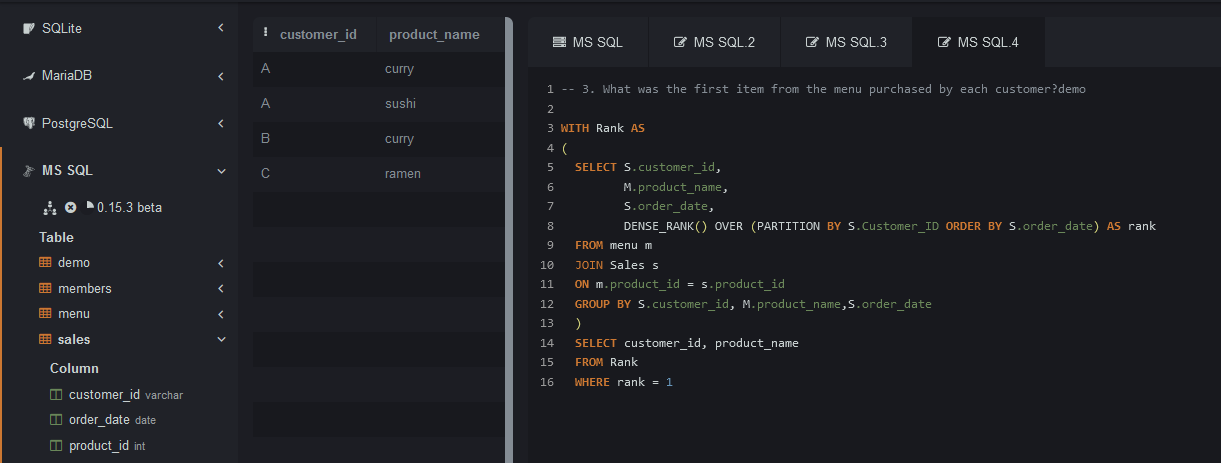 SQLite
MariaDB
PostgreSQL
MS SQL
0.15.3 beta
Table
demo
members
menu
sales
Column
customer_id varchar
order_date date
product_id int
customer_id product_name
A curry
A sushi
B curry
C ramen
MS SQL MS SQL.2 MS SQL.3 MS SQL.4
1 -- 3. What was the first item from the menu purchased by each customer?demo
2
3 WITH Rank AS
4 (
5 SELECT S.customer_id,
6 M.product_name,
7 S.order_date,
8 DENSE_RANK() OVER (PARTITION BY S.Customer_ID ORDER BY S.order_date) AS rank
9 FROM menu m
10 JOIN Sales s
11 ON m.product_id = s.product_id
12 GROUP BY S.customer_id, M.product_name,S.order_date
13 )
14 SELECT customer_id, product_name
15 FROM Rank
16 WHERE rank = 1